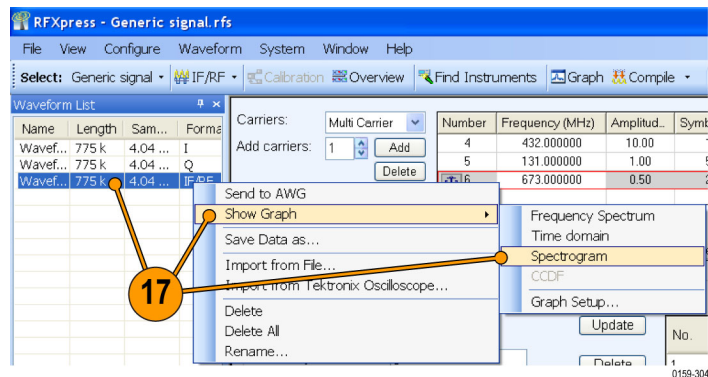 RFXpress - Generic signal.rfs
File View Configure Waveform System Window Help
Select: Generic signal IF/RF Calibration Overview Find Instruments Graph Compile
Waveform List
Carriers: Multi Carrier
Add carriers: 1 Add
Delete
Name Length Sam... Forma
Wavef... 775 k 4.04 ... I
Wavef... 775 k 4.04 ... Q
Wavef... 775 k 4.04 ... IF/RF
Number Frequency (MHz) Amplitud... Symb
4 432.000000 10.00
5 131.000000 1.00
6 673.000000 0.50
Send to AWG
Show Graph
Save Data as...
Import from File...
Import from Tektronix Oscilloscope...
Delete
Delete All
Rename...
Frequency Spectrum
Time domain
Spectrogram
CCDF
Graph Setup...
17
Update
Delete
No.
1
0159-304